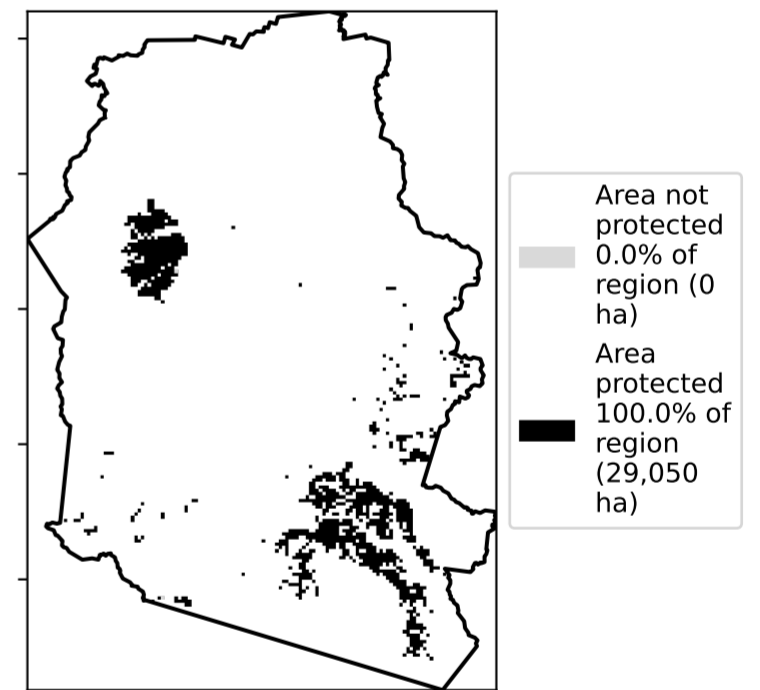 Area not
protected
0.0% of
region (0
ha)
Area
protected
100.0% of
region
(29,050
ha)